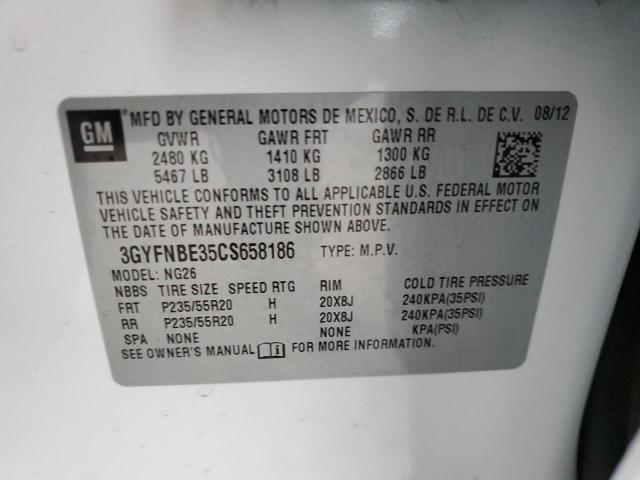 GM ® MFD BY GENERAL MOTORS DE MEXICO, S. DE R.L. DE C.V. 08/12
GVWR GAWR FRT GAWR RR
2480 KG 1410 KG 1300 KG
5467 LB 3108 LB 2866 LB
THIS VEHICLE CONFORMS TO ALL APPLICABLE U.S. FEDERAL MOTOR
VEHICLE SAFETY AND THEFT PREVENTION STANDARDS IN EFFECT ON
THE DATE OF MANUFACTURE SHOWN ABOVE.
3GYFNBE35CS658186 TYPE: M.P.V.
MODEL: NG26
NBBS TIRE SIZE SPEED RTG RIM COLD TIRE PRESSURE
FRT P235/55R20 H 20X8J 240KPA(35PSI)
RR P235/55R20 H 20X8J 240KPA(35PSI)
SPA NONE NONE KPA(PSI)
SEE OWNER'S MANUAL FOR MORE INFORMATION.